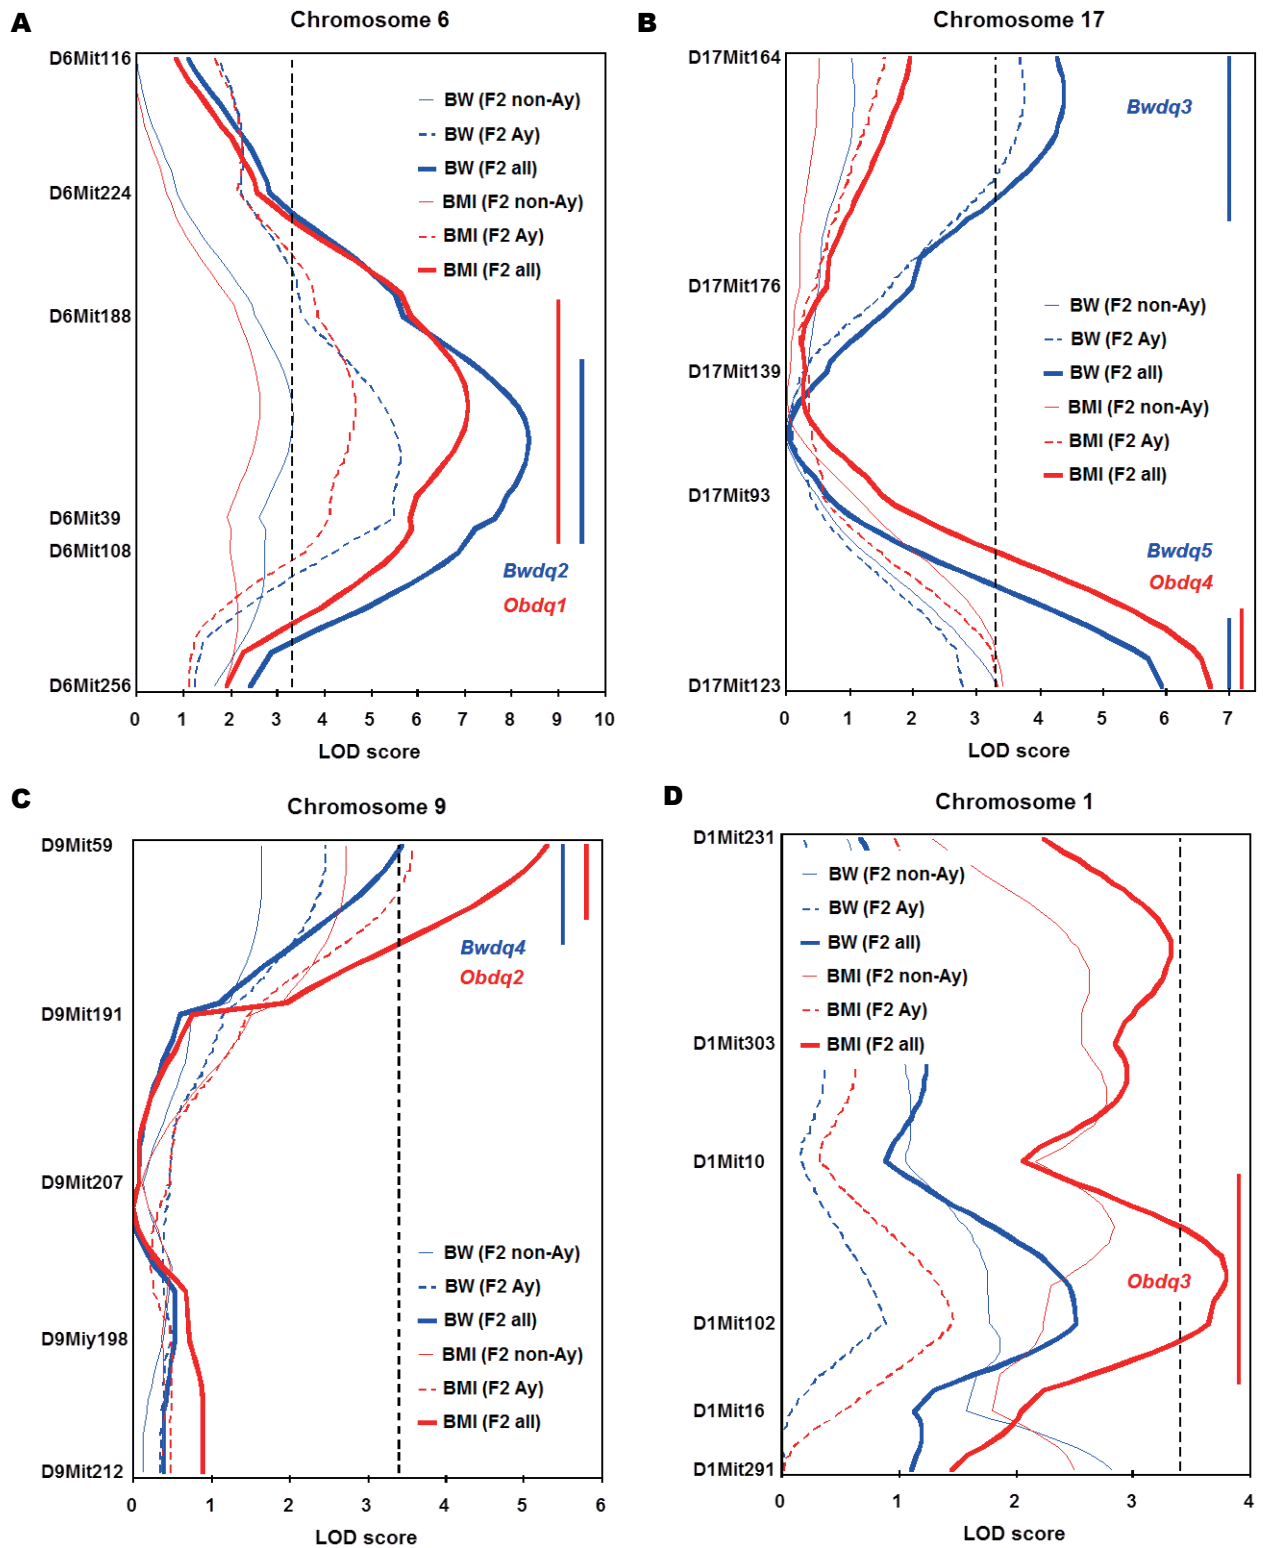 A
Chromosome 6
D6Mit116
D6Mit224
D6Mit188
D6Mit39
D6Mit108
D6Mit256
BW (F2 non-Ay)
BW (F2 Ay)
BW (F2 all)
BMI (F2 non-Ay)
BMI (F2 Ay)
BMI (F2 all)
Bwdq2
Obdq1
0 1 2 3 4 5 6 7 8 9 10
LOD score
B
Chromosome 17
D17Mit164
D17Mit176
D17Mit139
D17Mit93
D17Mit123
Bwdq3
BW (F2 non-Ay)
BW (F2 Ay)
BW (F2 all)
BMI (F2 non-Ay)
BMI (F2 Ay)
BMI (F2 all)
Bwdq5
Obdq4
0 1 2 3 4 5 6 7
LOD score
C
Chromosome 9
D9Mit59
D9Mit191
D9Mit207
D9Miy198
D9Mit212
Bwdq4
Obdq2
BW (F2 non-Ay)
BW (F2 Ay)
BW (F2 all)
BMI (F2 non-Ay)
BMI (F2 Ay)
BMI (F2 all)
0 1 2 3 4 5 6
LOD score
D
Chromosome 1
D1Mit231
D1Mit303
D1Mit10
D1Mit102
D1Mit16
D1Mit291
BW (F2 non-Ay)
BW (F2 Ay)
BW (F2 all)
BMI (F2 non-Ay)
BMI (F2 Ay)
BMI (F2 all)
Obdq3
0 1 2 3 4
LOD score